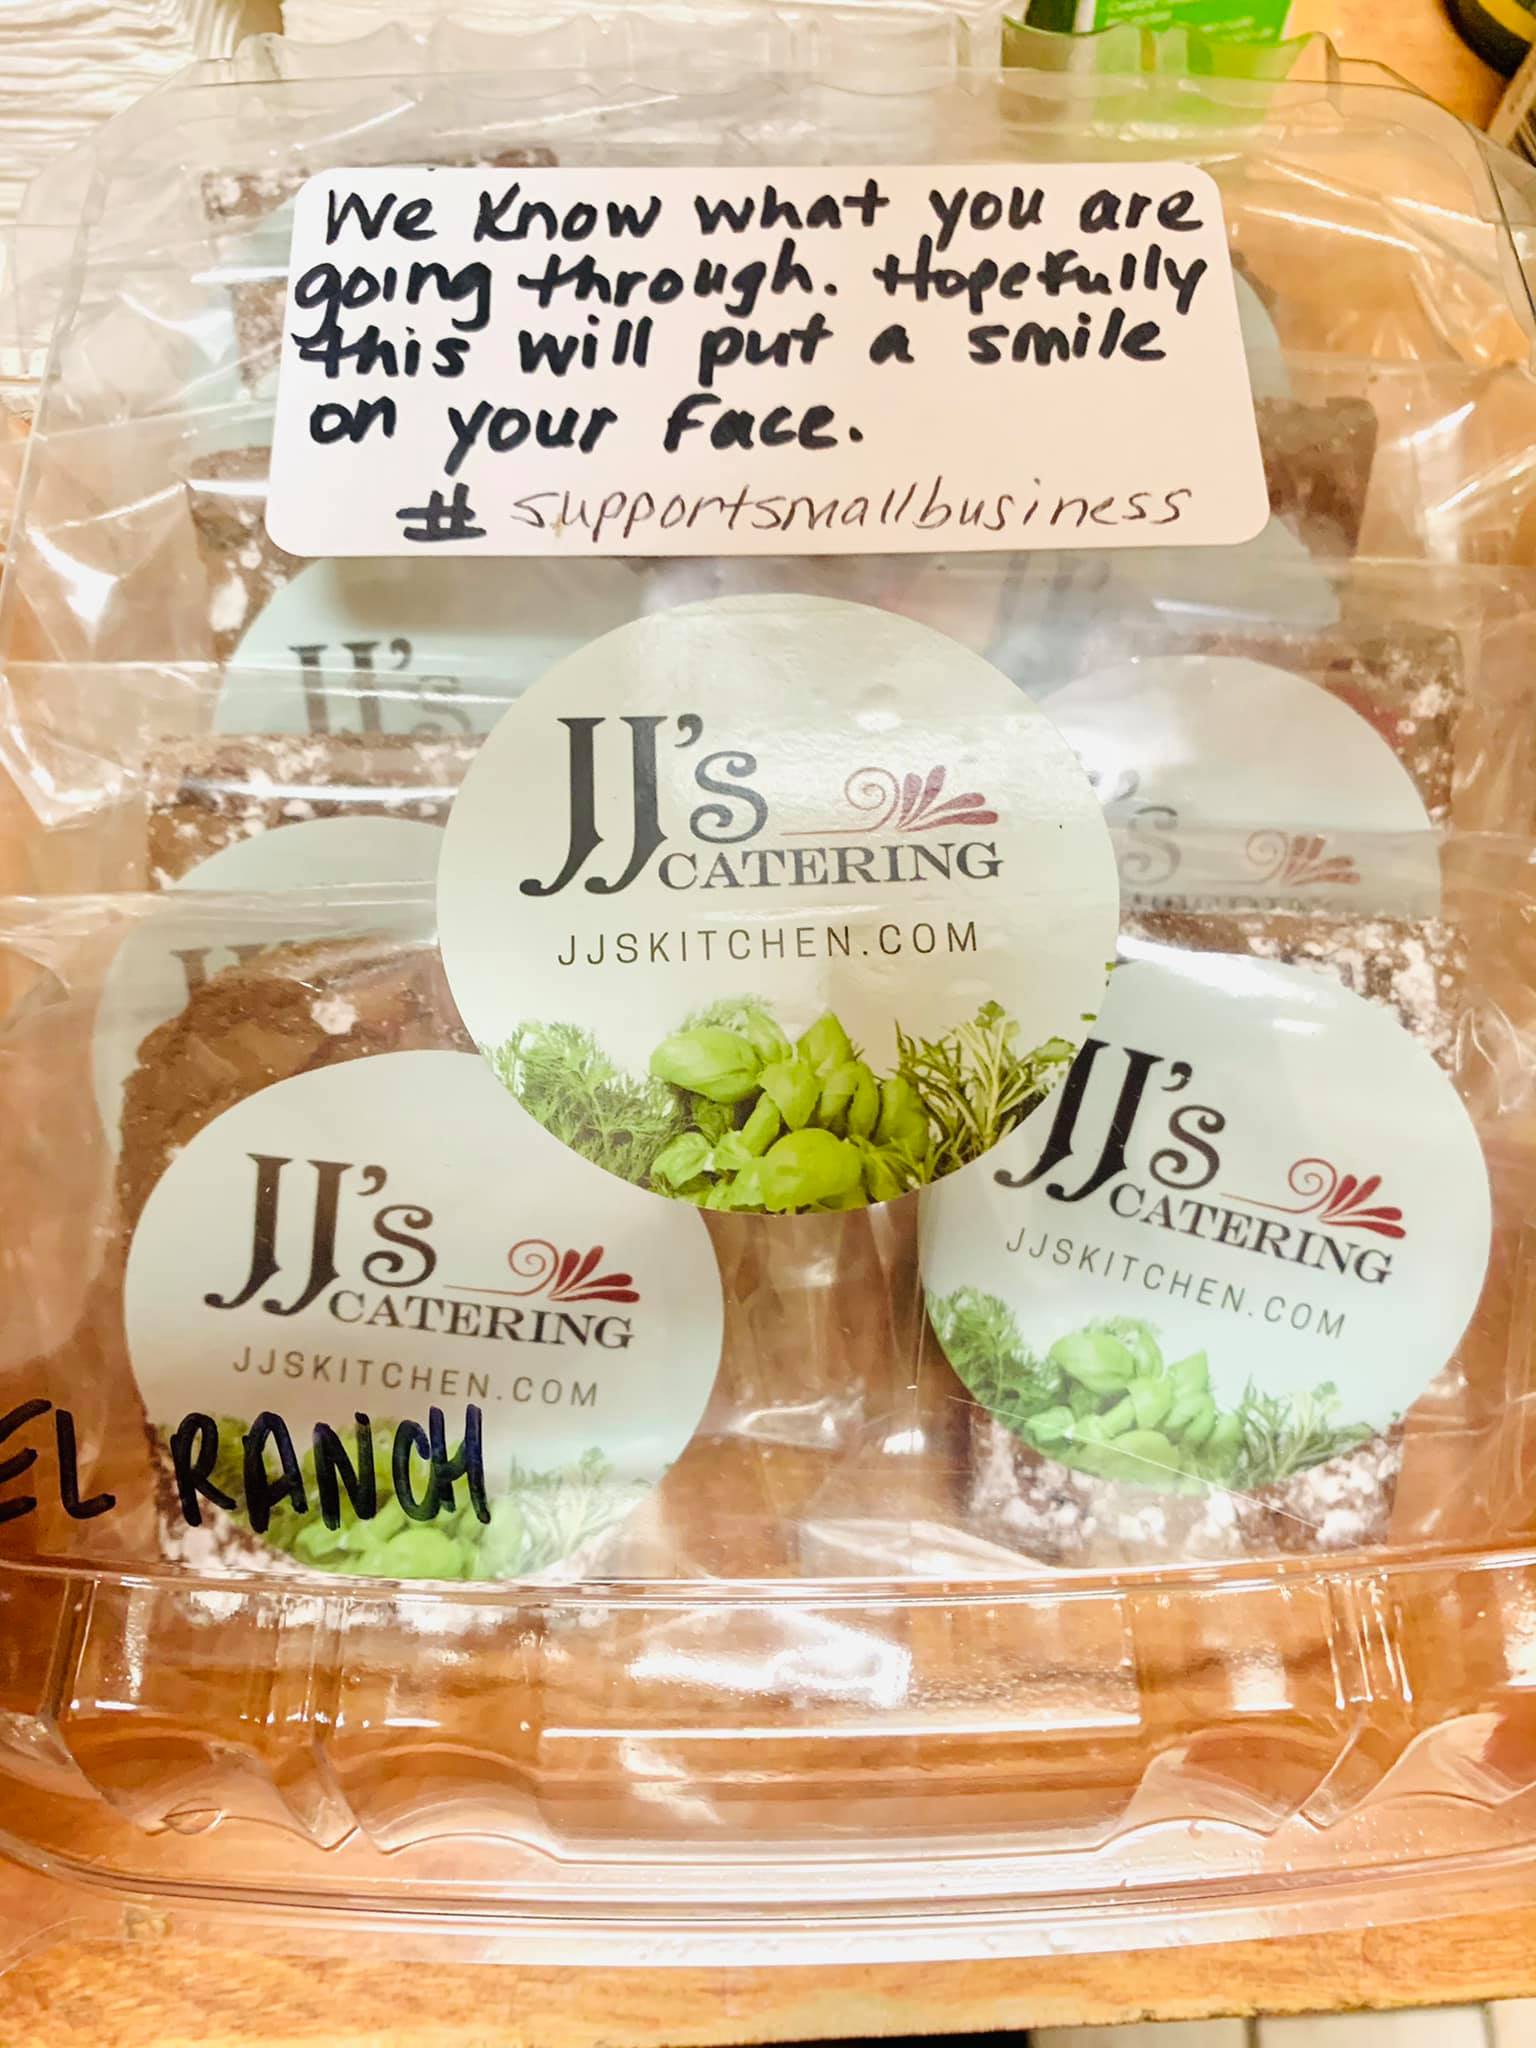 We Know what you are
going through. Hopefully
this will put a smile
on your face.
# supportsmallbusiness
JJ's
JJ'S
CATERING
JJSKITCHEN.COM
JJ'S
CATERING
JJSKITCHEN.COM
JJ'S
CATERING
JJSKITCHEN.COM
EL RANCH